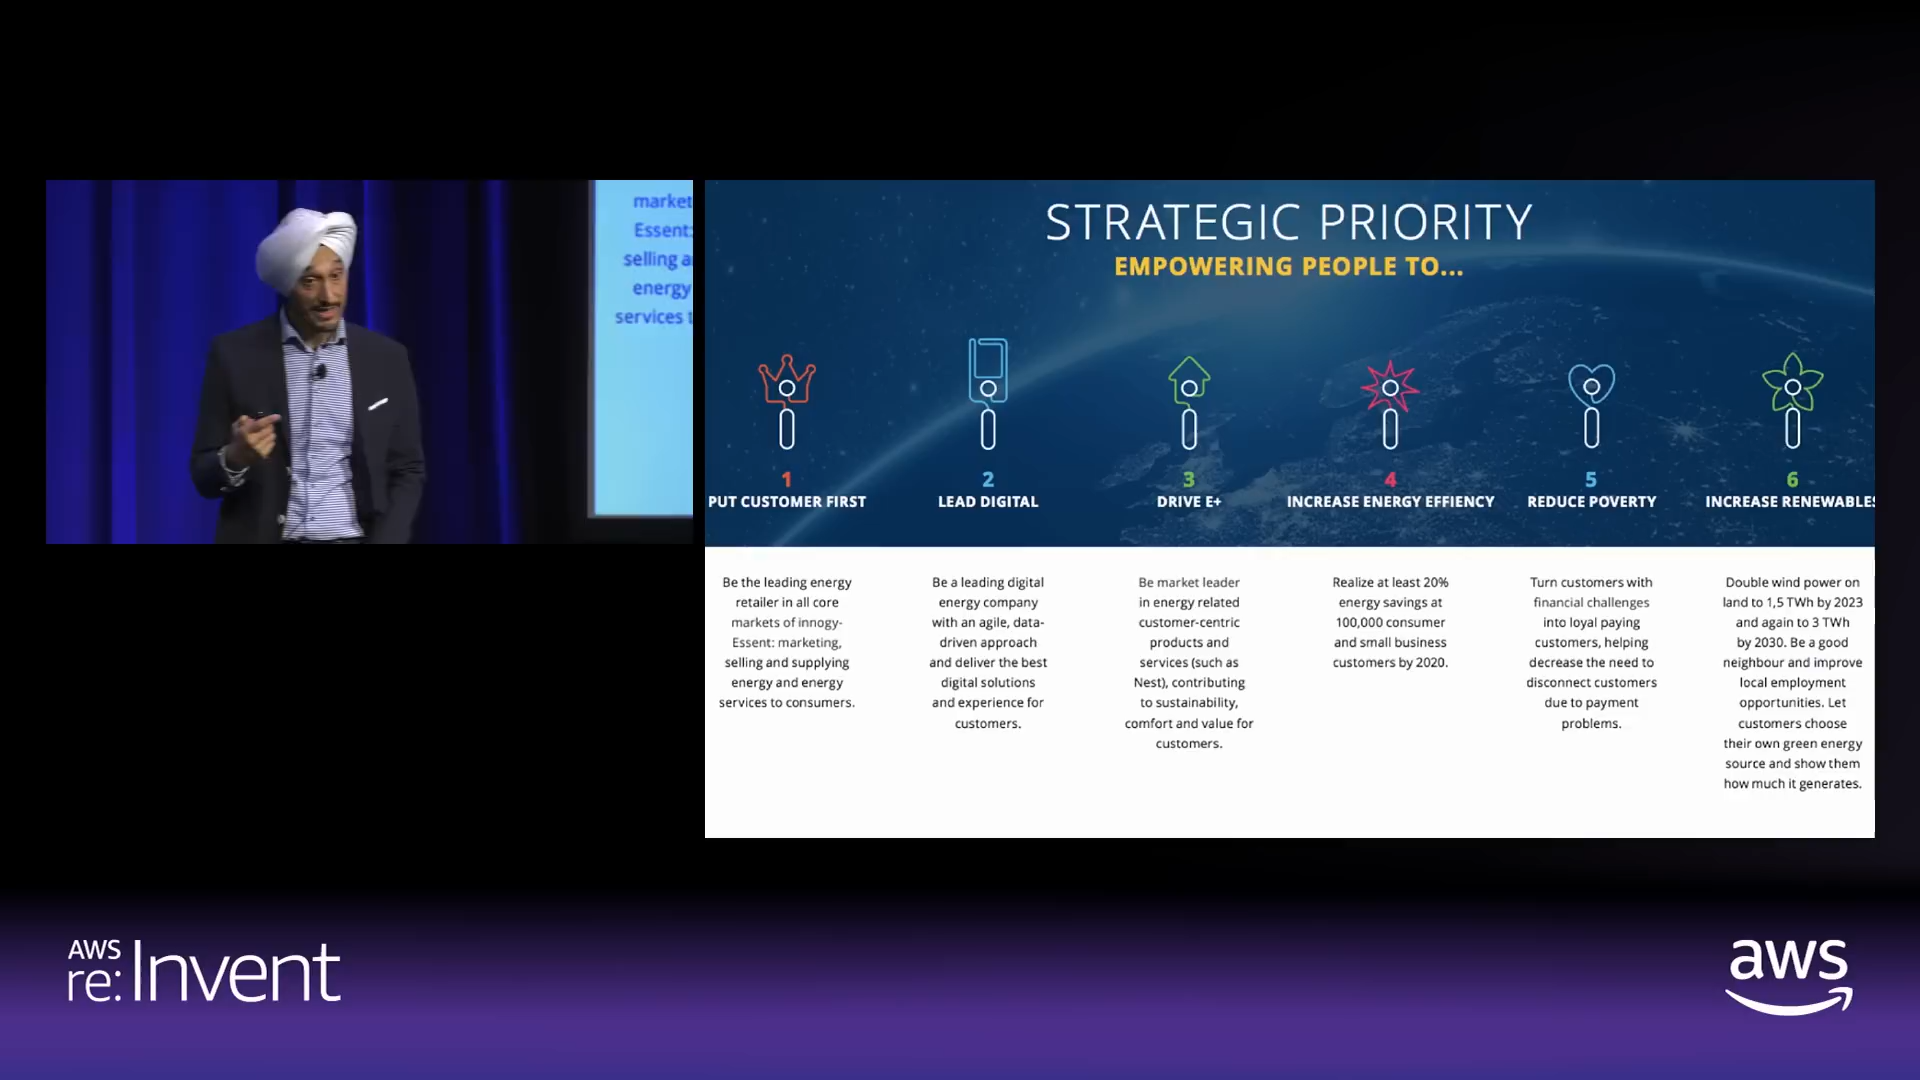 market
Essent:
selling a
energy
services t
STRATEGIC PRIORITY
EMPOWERING PEOPLE TO...
1
PUT CUSTOMER FIRST
Be the leading energy
retailer in all core
markets of innogy-
Essent: marketing,
selling and supplying
energy and energy
services to consumers.
2
LEAD DIGITAL
Be a leading digital
energy company
with an agile, data-
driven approach
and deliver the best
digital solutions
and experience for
customers.
3
DRIVE E+
Be market leader
in energy related
customer-centric
products and
services (such as
Nest), contributing
to sustainability,
comfort and value for
customers.
4
INCREASE ENERGY EFFIENCY
Realize at least 20%
energy savings at
100,000 consumer
and small business
customers by 2020.
5
REDUCE POVERTY
Turn customers with
financial challenges
into loyal paying
customers, helping
decrease the need to
disconnect customers
due to payment
problems.
6
INCREASE RENEWABLES
Double wind power on
land to 1,5 TWh by 2023
and again to 3 TWh
by 2030. Be a good
neighbour and improve
local employment
opportunities. Let
customers choose
their own green energy
source and show them
how much it generates.
AWS
re:Invent
aws